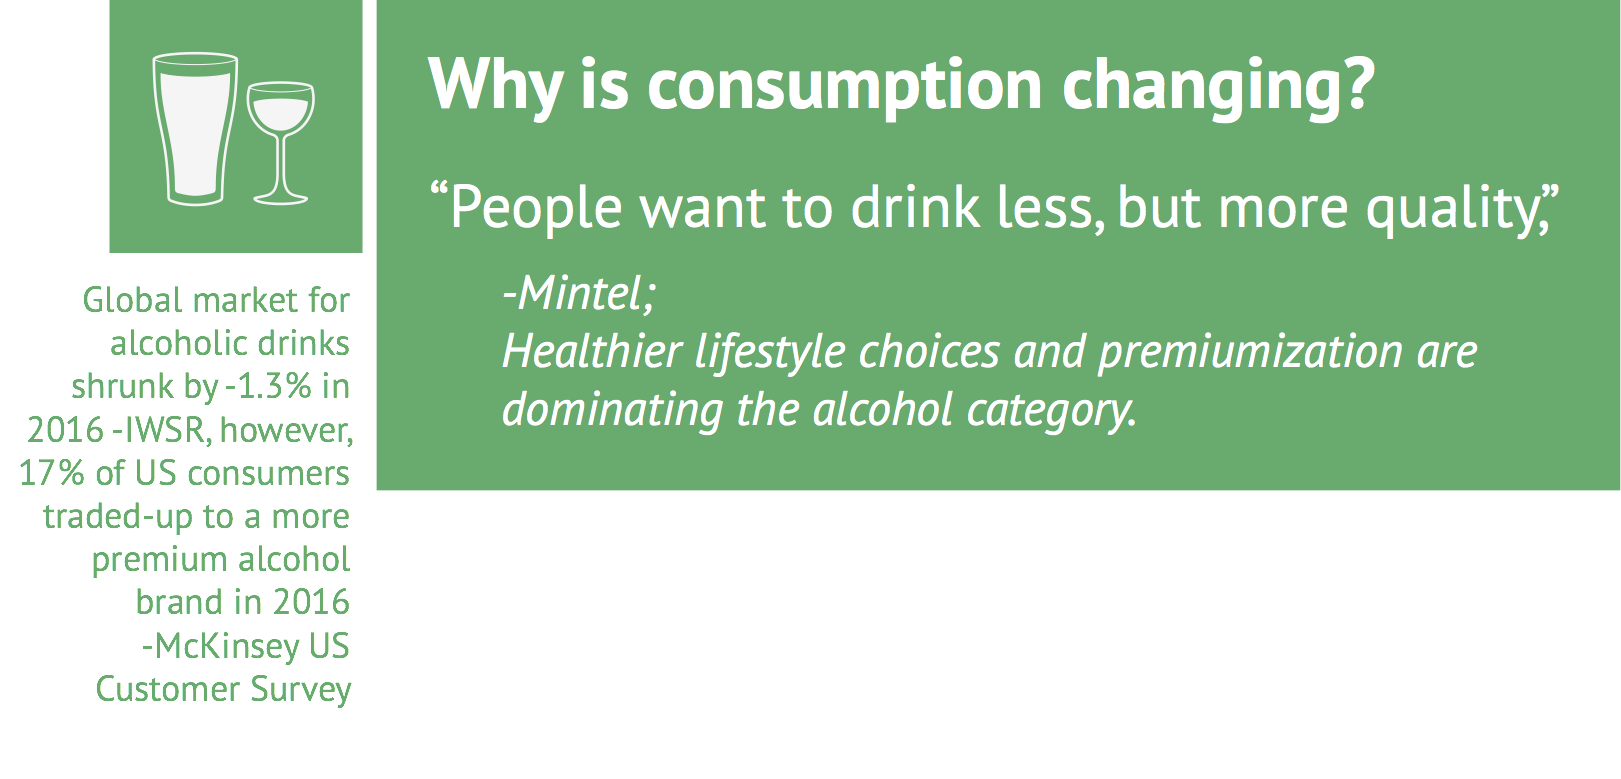 Why is consumption changing?
“People want to drink less, but more quality,”
-Mintel;
Healthier lifestyle choices and premiumization are
dominating the alcohol category.
Global market for
alcoholic drinks
shrunk by -1.3% in
2016 -IWSR, however,
17% of US consumers
traded-up to a more
premium alcohol
brand in 2016
-McKinsey US
Customer Survey